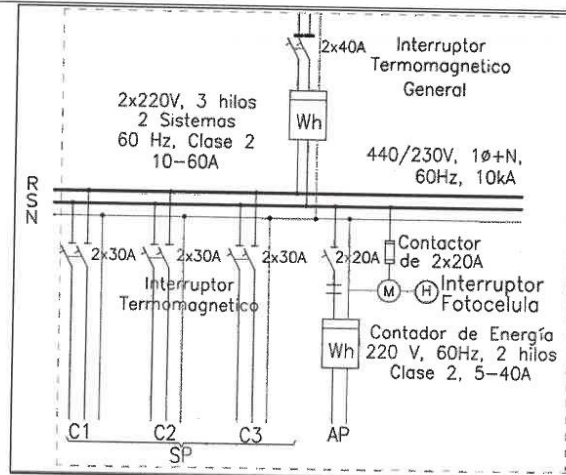 2x40A
Interruptor
Termomagnetico
General
2x220V, 3 hilos
2 Sistemas
60 Hz, Clase 2
10-60A
Wh
440/230V, 1ø+N,
60Hz, 10kA
R
S
N
2x30A
2x30A
2x30A
2x20A
Interruptor
Termomagnetico
Contactor
de 2x20A
M
H
Interruptor
Fotocelula
Wh
Contador de Energía
220 V, 60Hz, 2 hilos
Clase 2, 5-40A
C1
C2
C3
AP
SP